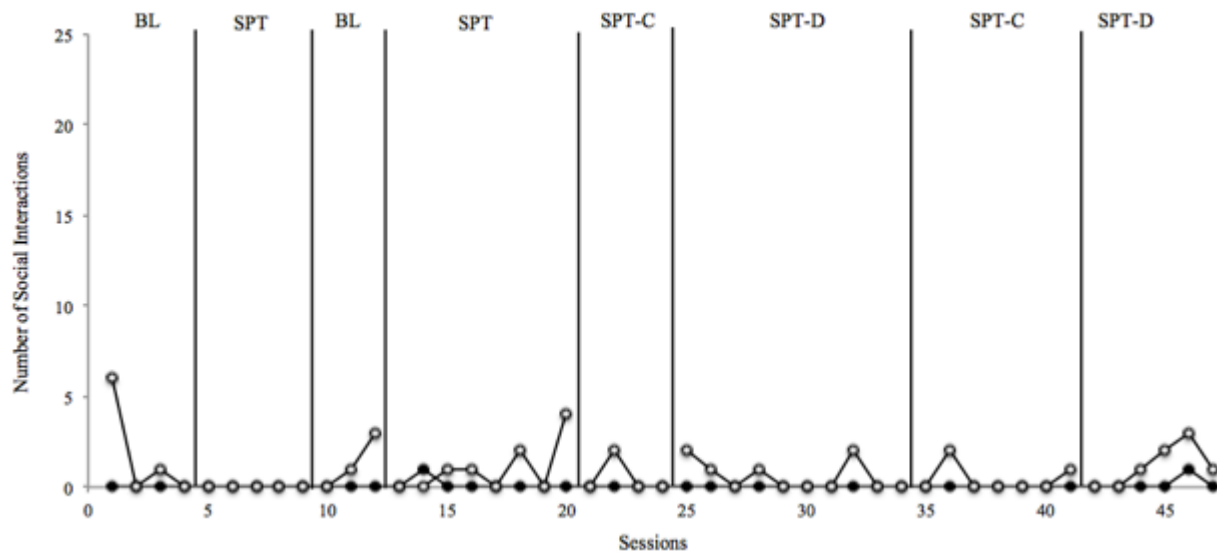 BL SPT BL SPT SPT-C SPT-D SPT-C SPT-D
25
20
15
10
5
0
Number of Social Interactions
0 5 10 15 20 25 30 35 40 45
Sessions